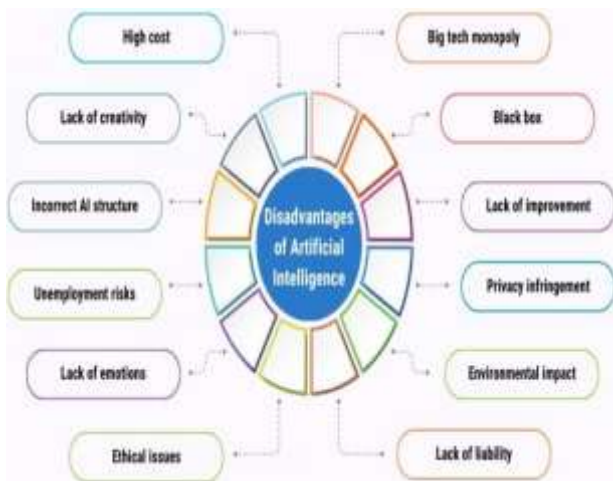 High cost
Big tech monopoly
Lack of creativity
Black box
Incorrect AI structure
Disadvantages
of Artificial
Intelligence
Lack of improvement
Unemployment risks
Privacy infringement
Lack of emotions
Environmental impact
Ethical issues
Lack of liability